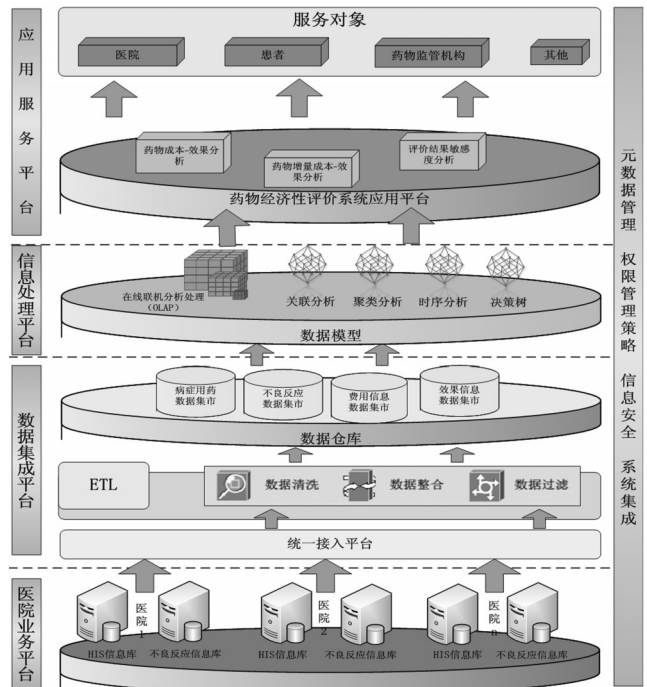 服务对象
医院
患者
药物监管机构
其他
应用服务平台
药物成本-效果分
析
药物增量成本-效
果分析
评价结果敏感
度分析
药物经济性评价系统应用平台
信息处理平台
在线联机分析处理
(OLAP)
关联分析
聚类分析
时序分析
决策树
数据模型
数据集成平台
病症用药
数据集市
不良反应
数据集市
费用信息
数据集市
效果信息
数据集市
数据仓库
ETL
数据清洗
数据整合
数据过滤
统一接入平台
医院业务平台
医院1
医院2
医院n
HIS信息库
不良反应信息库
HIS信息库
不良反应信息库
HIS信息库
不良反应信息库
元数据管理 权限管理策略 信息安全 系统集成